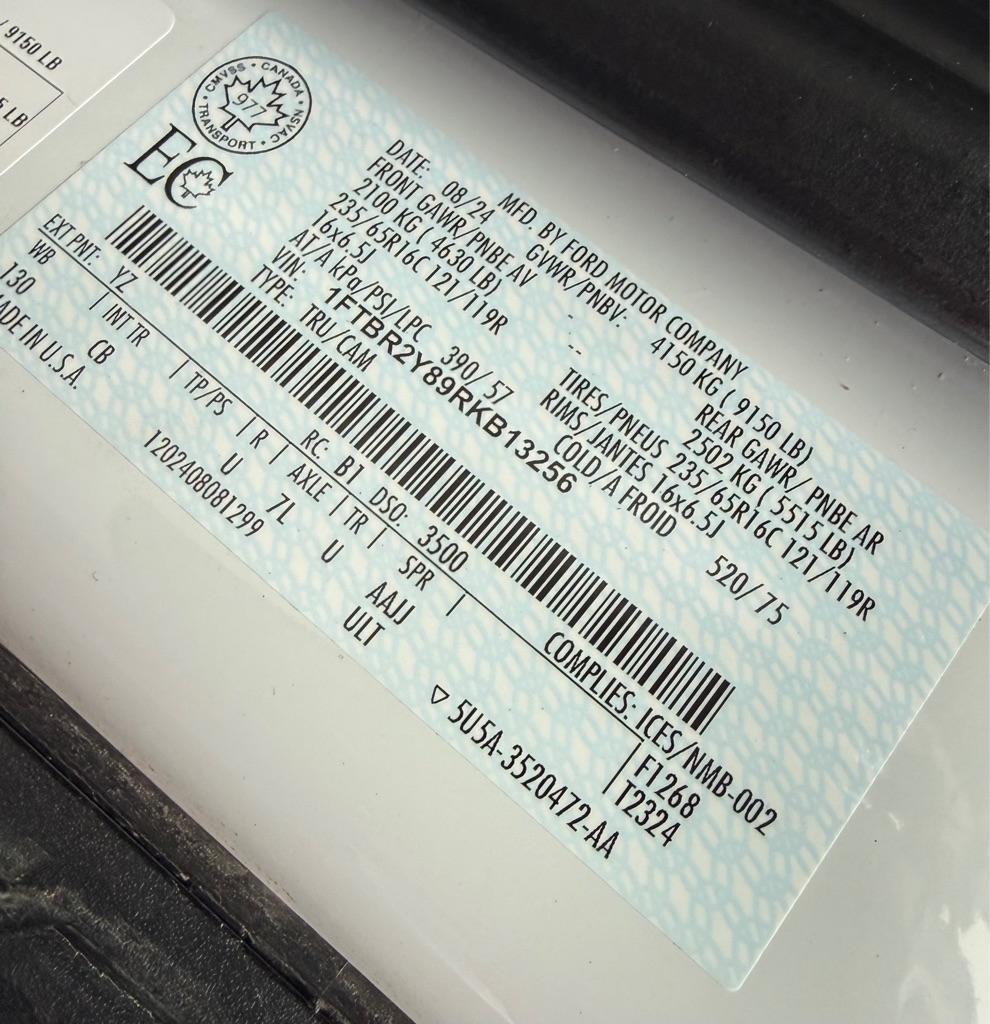 / 9150 LB
5 LB
CMVSS • CANADA • NSVAC • TRANSPORT •
977
EC
MFD. BY FORD MOTOR COMPANY
DATE: 08/24 GVWR/PNBV: 4150 KG ( 9150 LB)
FRONT GAWR/PNBE AV -- REAR GAWR/PNBE AR
2100 KG ( 4630 LB) -- 2502 KG ( 5515 LB)
235/65R16C 121/119R TIRES/PNEUS 235/65R16C 121/119R
16x6.5J RIMS/JANTES 16x6.5J
AT/A kPa/PSI/LPC 390/ 57 COLD/A FROID 520/ 75
VIN: 1FTBR2Y89RKB13256
TYPE: TRU/CAM
COMPLIES: ICES/NMB-002
EXT PNT: YZ RC: B1 DSO: 3500 F1268
WB | INT TR | TP/PS | R | AXLE | TR | SPR | T2324
130 CB U 7L U AAJJ
MADE IN U.S.A. 1202408081299 ULT
▽ 5U5A-3520472-AA